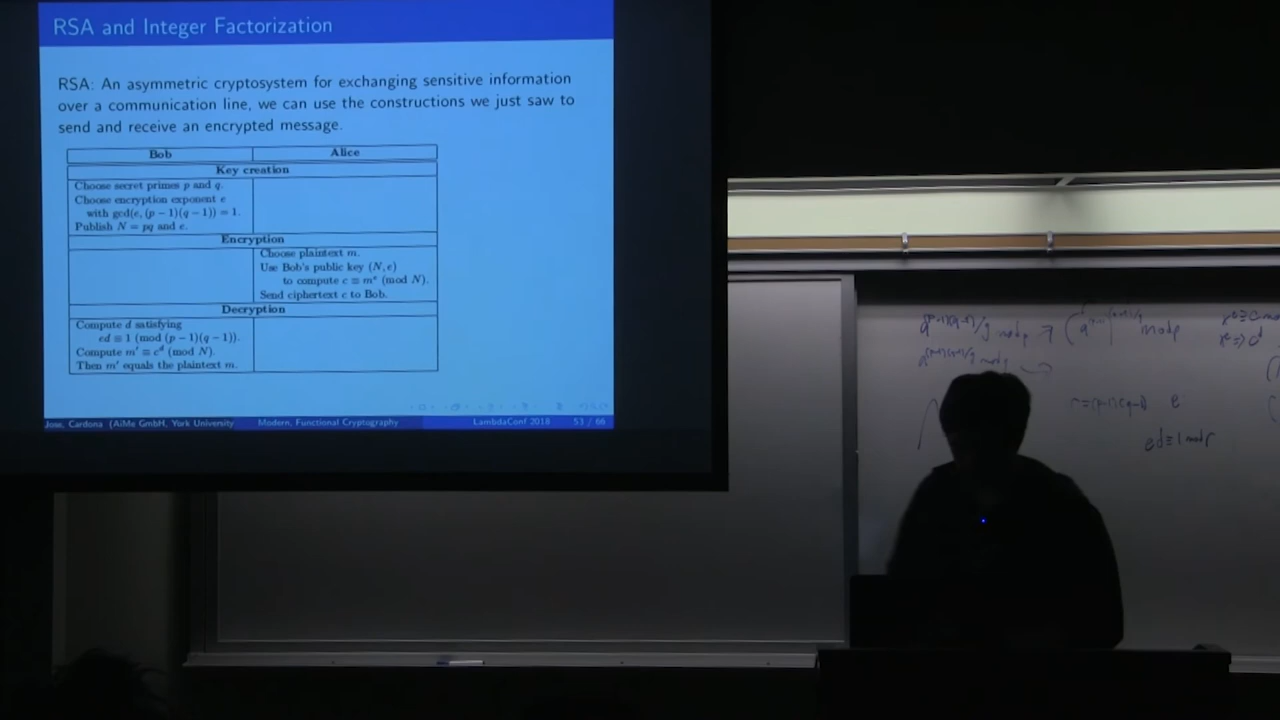 RSA and Integer Factorization
RSA: An asymmetric cryptosystem for exchanging sensitive information
over a communication line, we can use the constructions we just saw to
send and receive an encrypted message.
Bob Alice
Key creation
Choose secret primes p and q.
Choose encryption exponent e
with gcd(e, (p − 1)(q − 1)) = 1.
Publish N = pq and e.
Encryption
Choose plaintext m.
Use Bob's public key (N, e)
to compute c ≡ mᵉ (mod N).
Send ciphertext c to Bob.
Decryption
Compute d satisfying
ed ≡ 1 (mod (p − 1)(q − 1)).
Compute m′ ≡ cᵈ (mod N).
Then m′ equals the plaintext m.
Jose, Cardona (AiMe GmbH, York University Modern, Functional Cryptography LambdaConf 2018 53 / 66
mod p
mod p
e
ed ≡ 1 mod r